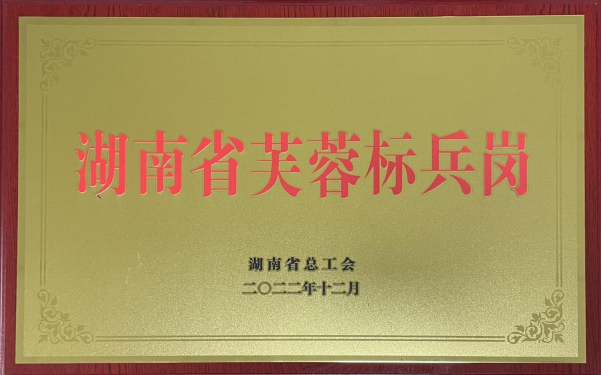 湖南省芙蓉标兵岗
湖南省总工会
二〇二二年十二月